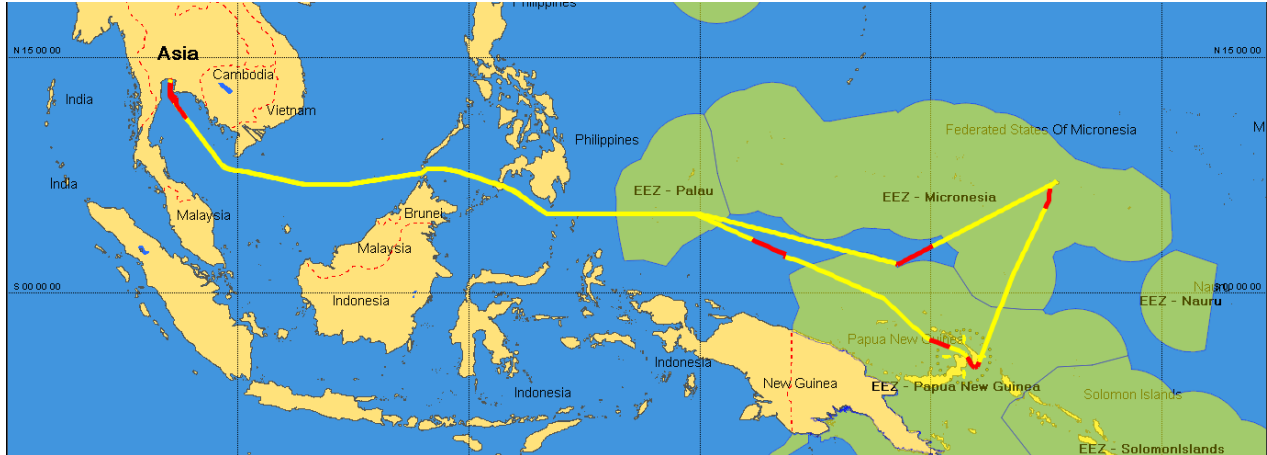 Philippines
N 15 00 00
Asia
N 15 00 00
Cambodia
India
Vietnam
Federated States Of Micronesia
M
Philippines
India
EEZ - Palau
EEZ - Micronesia
Malaysia
Brunei
Malaysia
S 00 00 00
Indonesia
Nauru
S 00 00 00
EEZ - Nauru
Papua New Guinea
Indonesia
Indonesia
New Guinea
EEZ - Papua New Guinea
Solomon Islands
EEZ - SolomonIslands